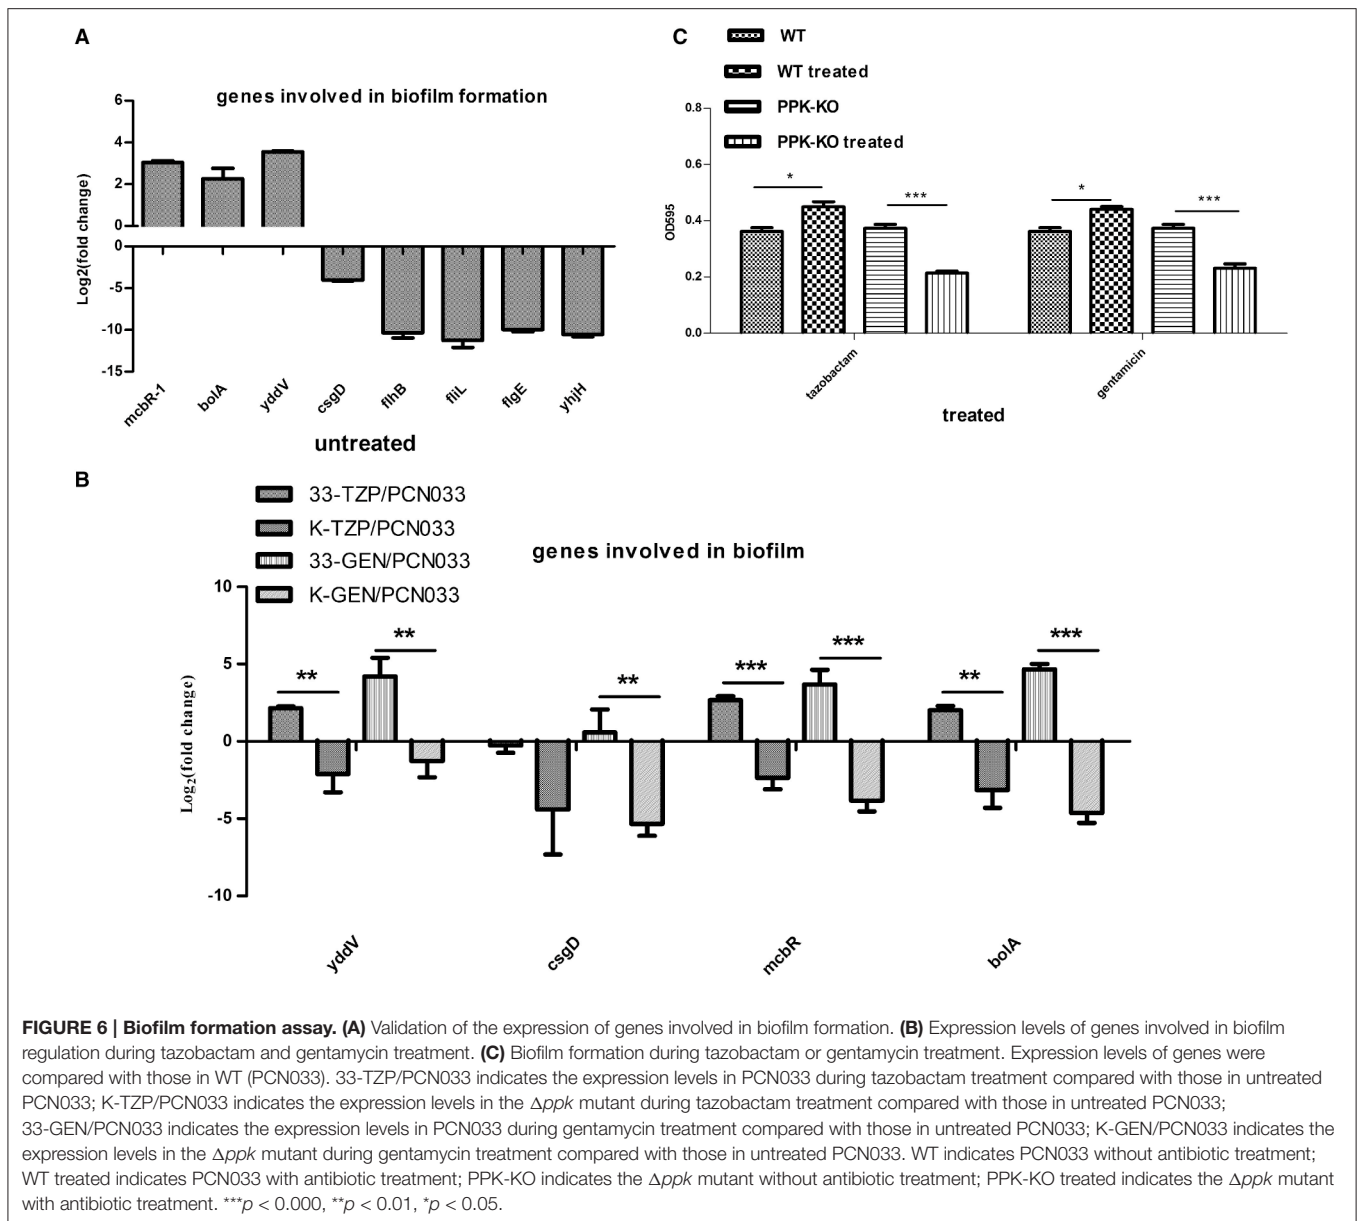 A
genes involved in biofilm formation
Log2(fold change)
6
4
2
0
0
-5
-10
-15
mcbR-1
bolA
yddV
csgD
flhB
fliL
flgE
yhjH
untreated
C
WT
WT treated
PPK-KO
PPK-KO treated
OD595
0.8
0.6
0.4
0.2
0.0
*
***
*
***
tazobactam
gentamicin
treated
B
33-TZP/PCN033
K-TZP/PCN033
33-GEN/PCN033
K-GEN/PCN033
genes involved in biofilm
Log₂(fold change)
10
5
0
-5
-10
**
**
**
***
***
**
***
yddV
csgD
mcbR
bolA
FIGURE 6 | Biofilm formation assay. (A) Validation of the expression of genes involved in biofilm formation. (B) Expression levels of genes involved in biofilm
regulation during tazobactam and gentamycin treatment. (C) Biofilm formation during tazobactam or gentamycin treatment. Expression levels of genes were
compared with those in WT (PCN033). 33-TZP/PCN033 indicates the expression levels in PCN033 during tazobactam treatment compared with those in untreated
PCN033; K-TZP/PCN033 indicates the expression levels in the Δppk mutant during tazobactam treatment compared with those in untreated PCN033;
33-GEN/PCN033 indicates the expression levels in PCN033 during gentamycin treatment compared with those in untreated PCN033; K-GEN/PCN033 indicates the
expression levels in the Δppk mutant during gentamycin treatment compared with those in untreated PCN033. WT indicates PCN033 without antibiotic treatment;
WT treated indicates PCN033 with antibiotic treatment; PPK-KO indicates the Δppk mutant without antibiotic treatment; PPK-KO treated indicates the Δppk mutant
with antibiotic treatment. ***p < 0.000, **p < 0.01, *p < 0.05.